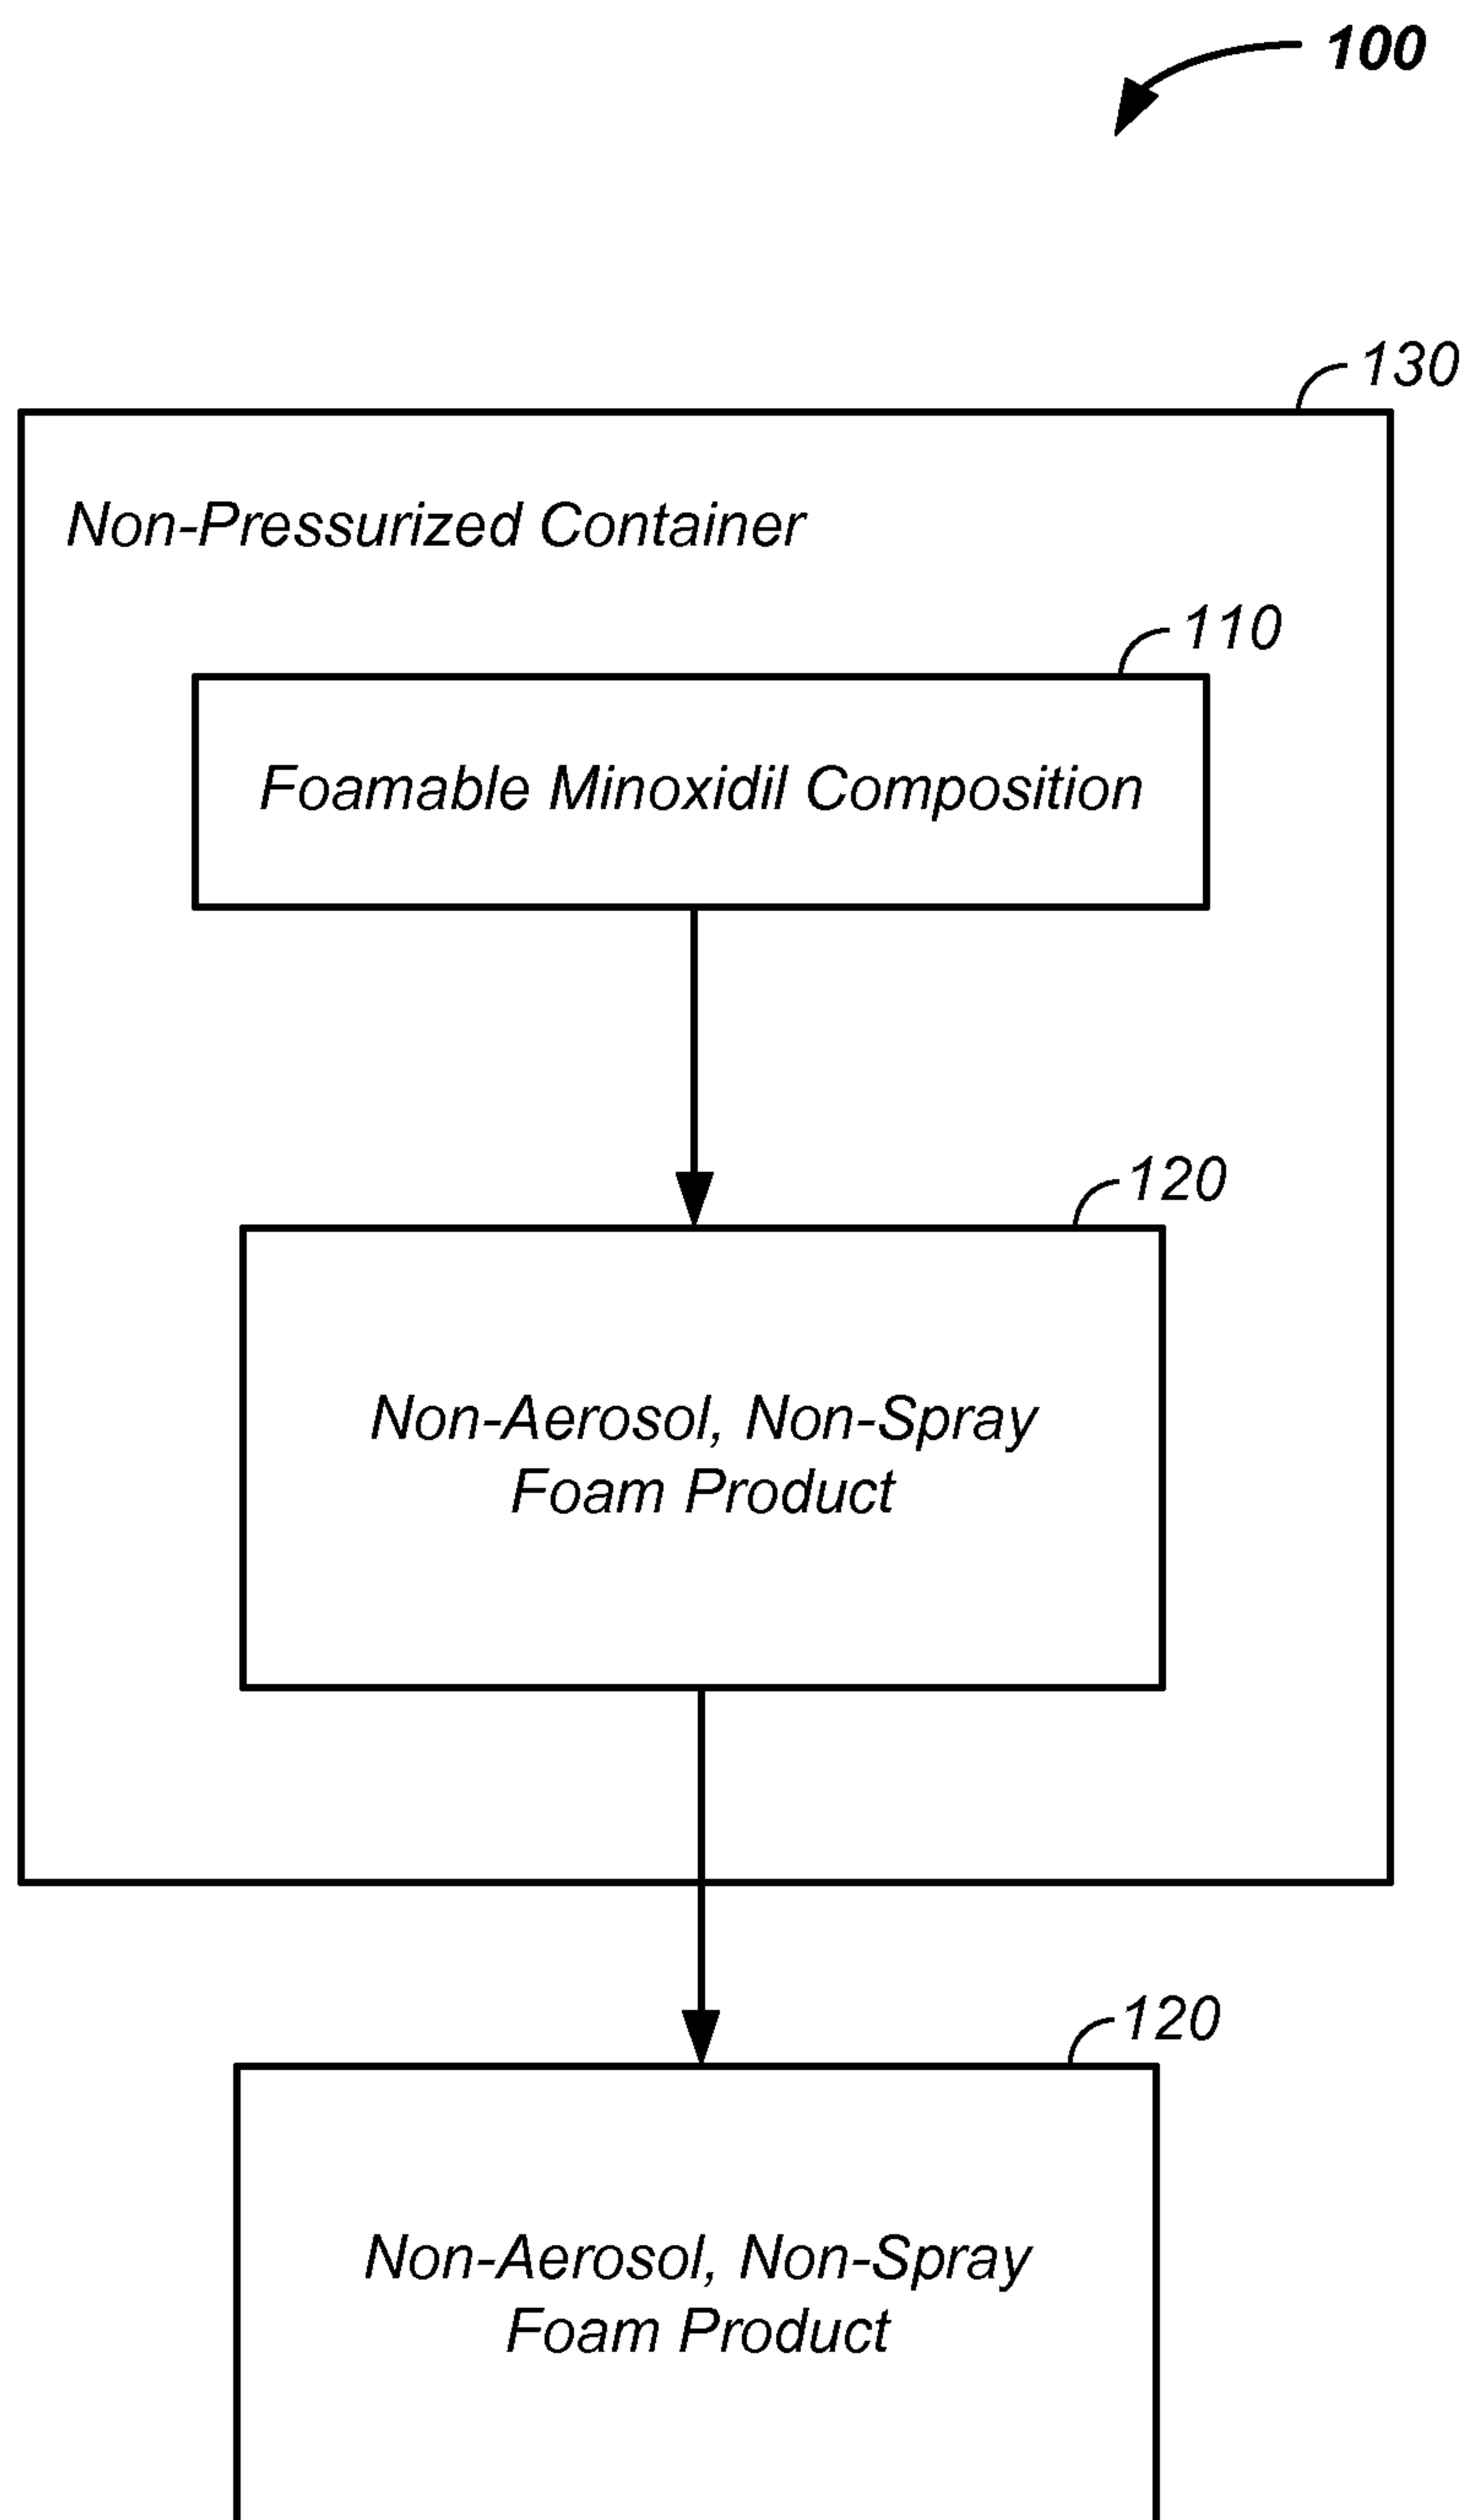 100
130
Non-Pressurized Container
110
Foamable Minoxidil Composition
120
Non-Aerosol, Non-Spray
Foam Product
120
Non-Aerosol, Non-Spray
Foam Product